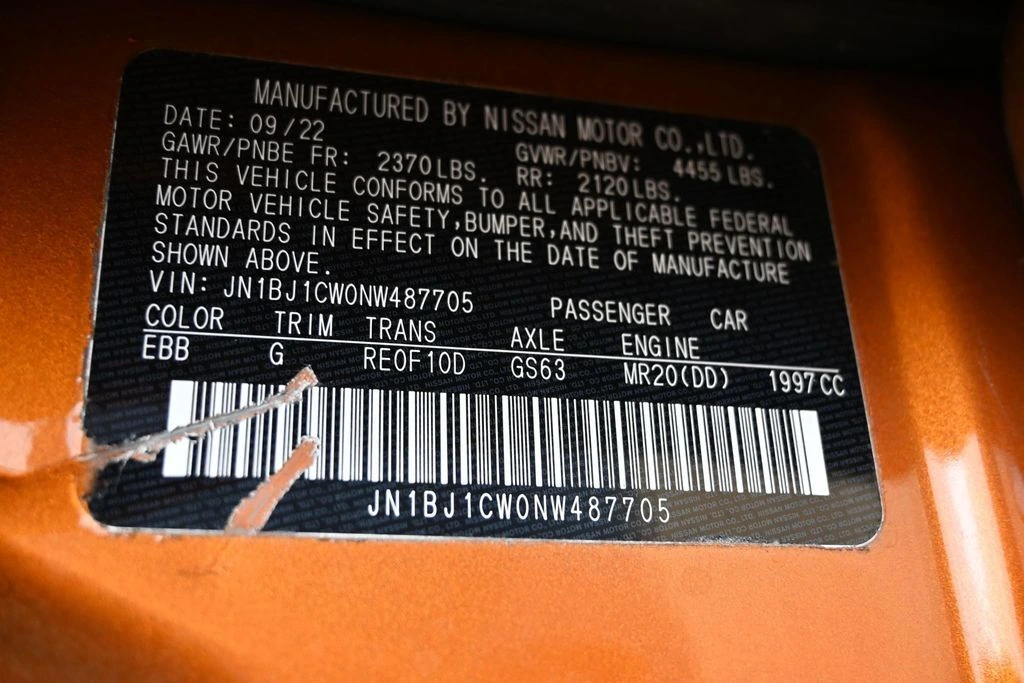 MANUFACTURED BY NISSAN MOTOR CO.,LTD.
DATE: 09/22 GVWR/PNBV: 4455 LBS.
GAWR/PNBE FR: 2370LBS. RR: 2120LBS.
THIS VEHICLE CONFORMS TO ALL APPLICABLE FEDERAL
MOTOR VEHICLE SAFETY,BUMPER,AND THEFT PREVENTION
STANDARDS IN EFFECT ON THE DATE OF MANUFACTURE
SHOWN ABOVE.
VIN: JN1BJ1CW0NW487705 PASSENGER CAR
COLOR TRIM TRANS AXLE ENGINE
EBB G RE0F10D GS63 MR20(DD) 1997CC
JN1BJ1CW0NW487705